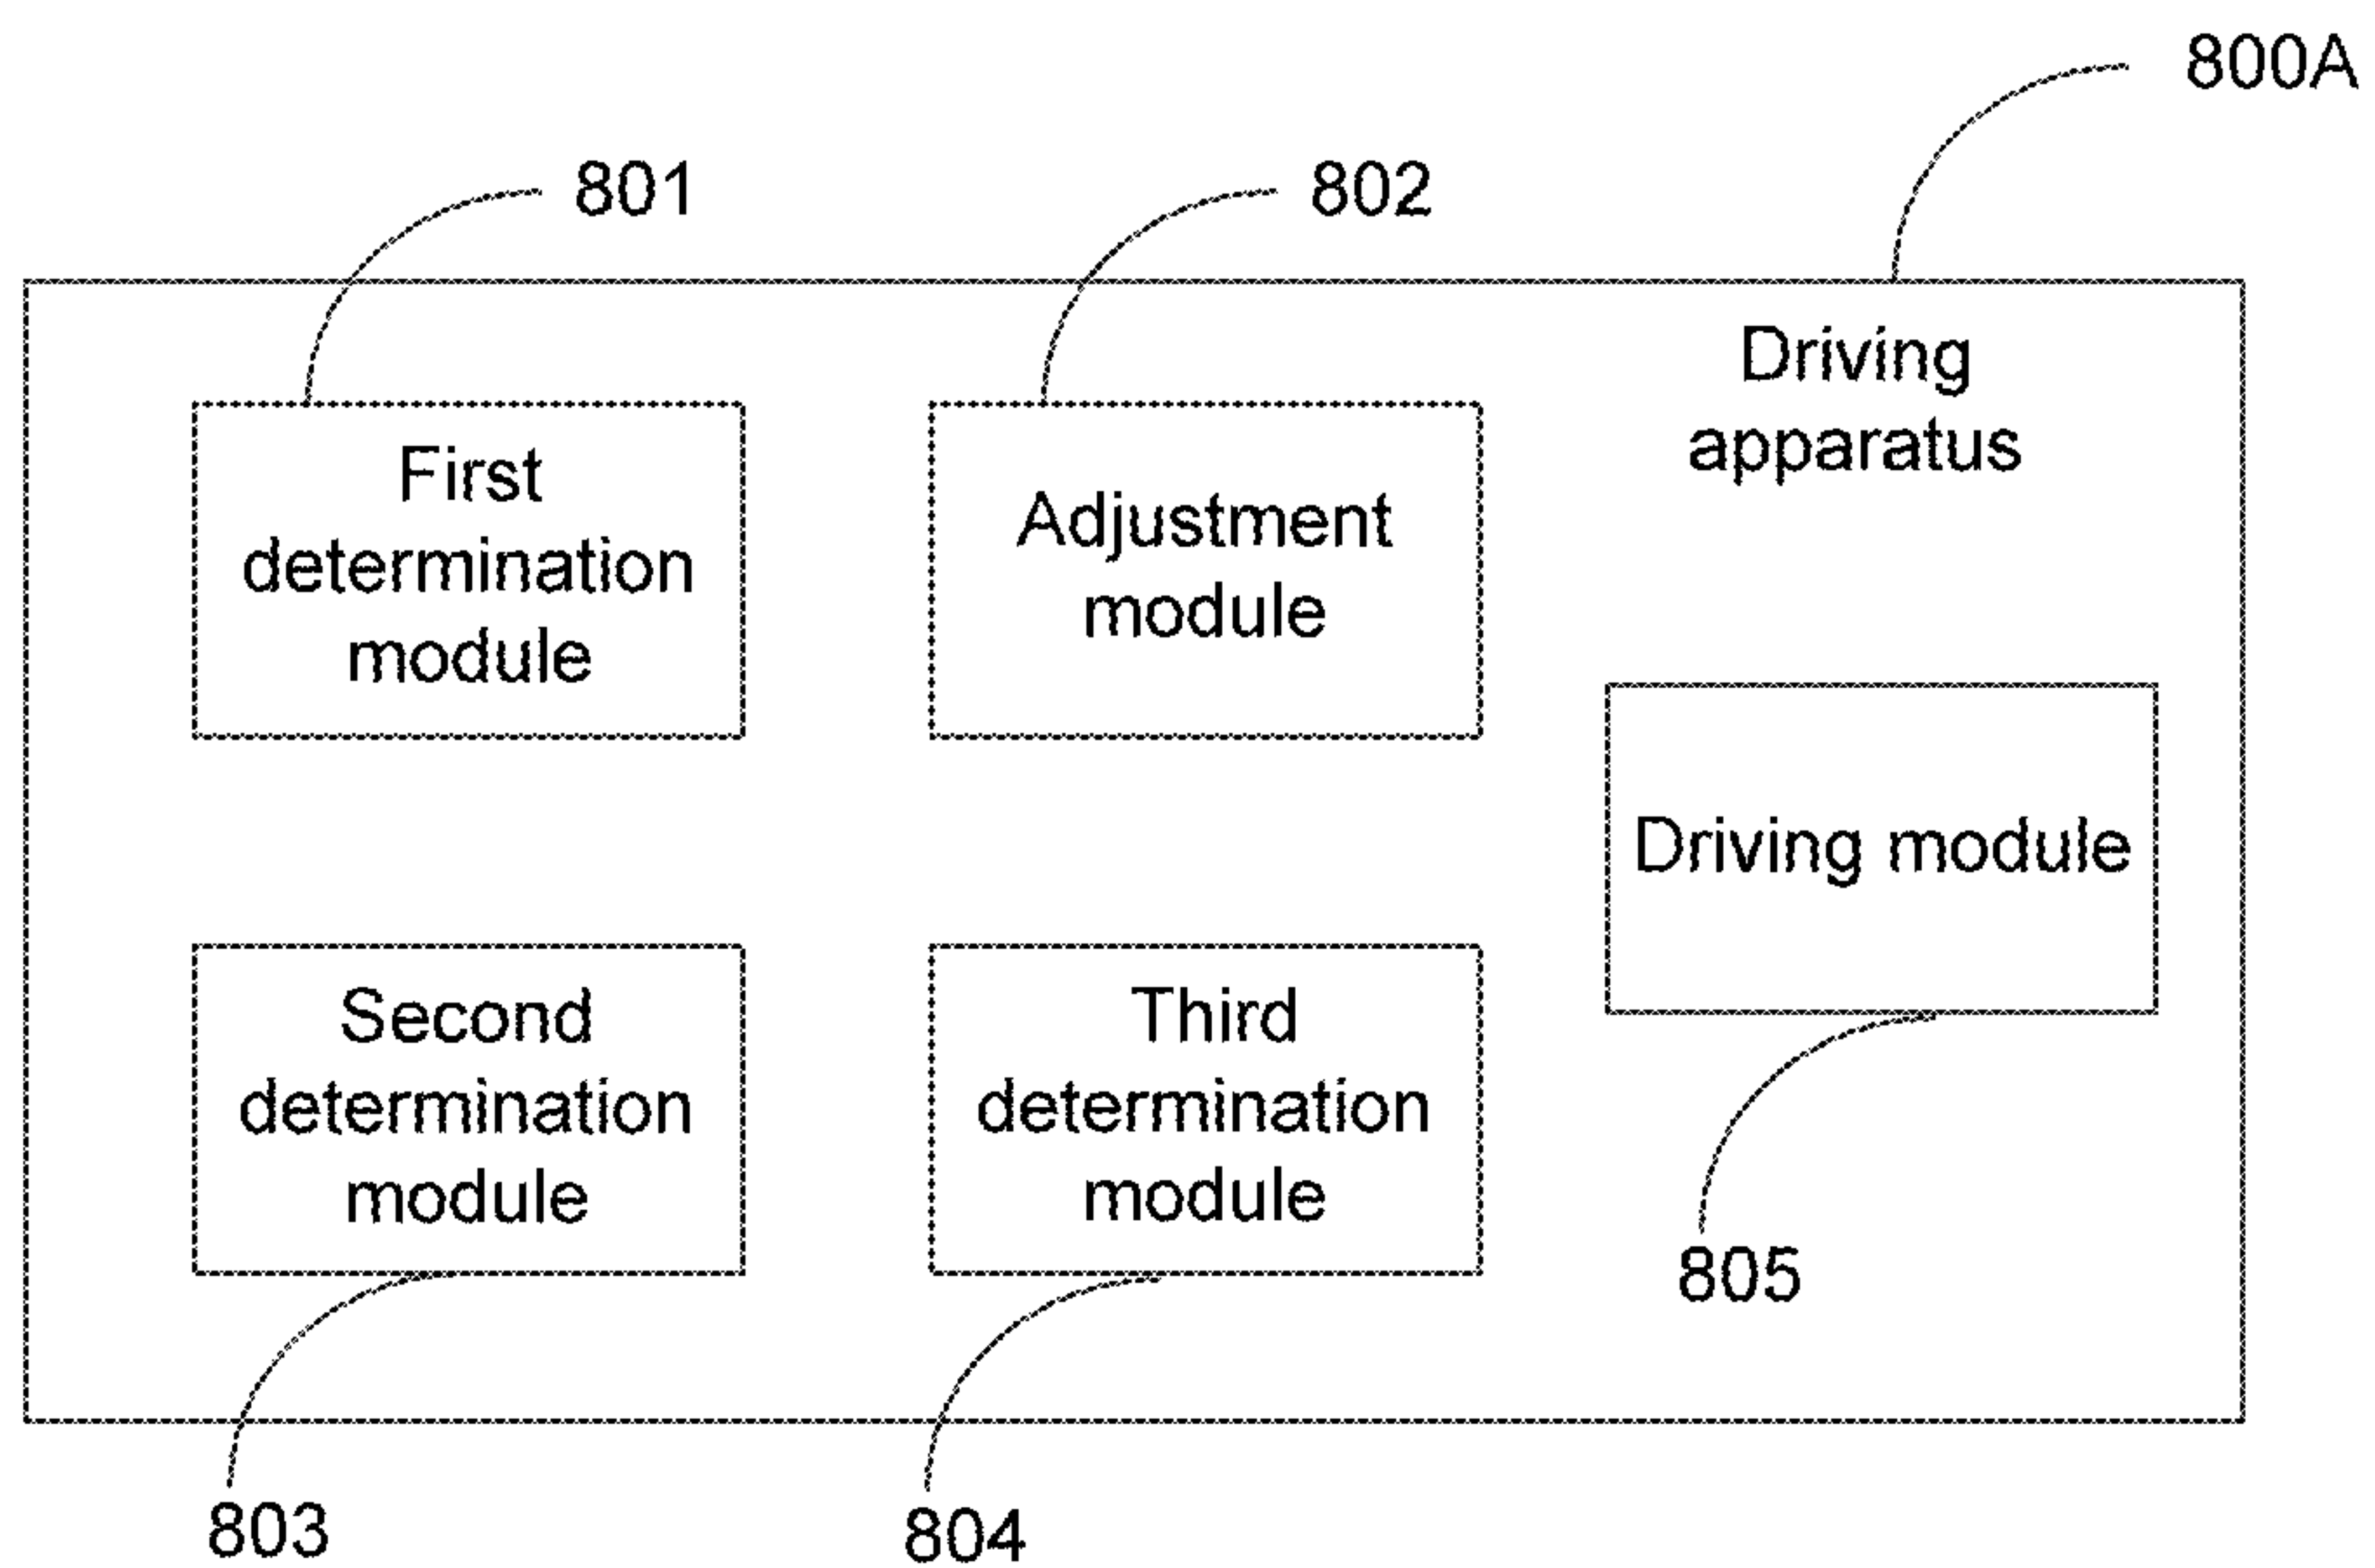 800A
801
802
Driving
apparatus
First
determination
module
Adjustment
module
Driving module
Second
determination
module
Third
determination
module
805
803
804